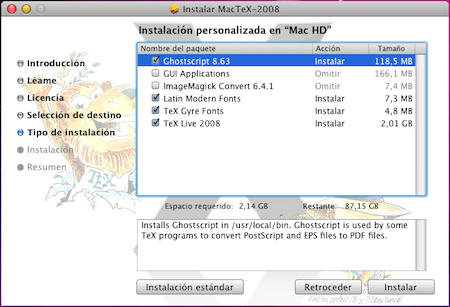 Instalar MacTeX-2008
Instalación personalizada en “Mac HD”
Nombre del paquete Acción Tamaño
Ghostscript 8.63 Instalar 118,5 MB
GUI Applications Omitir 166,1 MB
ImageMagick Convert 6.4.1 Omitir 7,4 MB
Latin Modern Fonts Instalar 7,3 MB
TeX Gyre Fonts Instalar 4,8 MB
TeX Live 2008 Instalar 2,01 GB
Introducción
Léame
Licencia
Selección de destino
Tipo de instalación
Instalación
Resumen
TEX
Espacio requerido: 2,14 GB Restante: 87,15 GB
Installs Ghostscript in /usr/local/bin. Ghostscript is used by some
TeX programs to convert PostScript and EPS files to PDF files.
Instalación estándar Retroceder Instalar